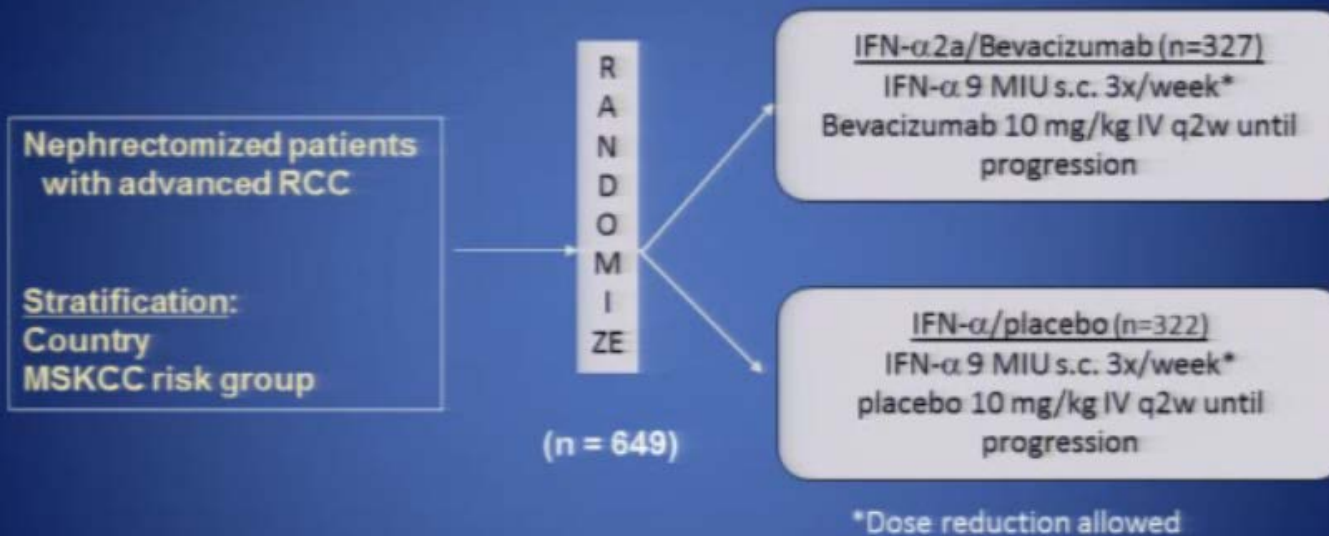 Nephrectomized patients
with advanced RCC
Stratification:
Country
MSKCC risk group
R
A
N
D
O
M
I
ZE
(n = 649)
IFN-α2a/Bevacizumab (n=327)
IFN-α 9 MIU s.c. 3x/week*
Bevacizumab 10 mg/kg IV q2w until
progression
IFN-α/placebo (n=322)
IFN-α 9 MIU s.c. 3x/week*
placebo 10 mg/kg IV q2w until
progression
*Dose reduction allowed